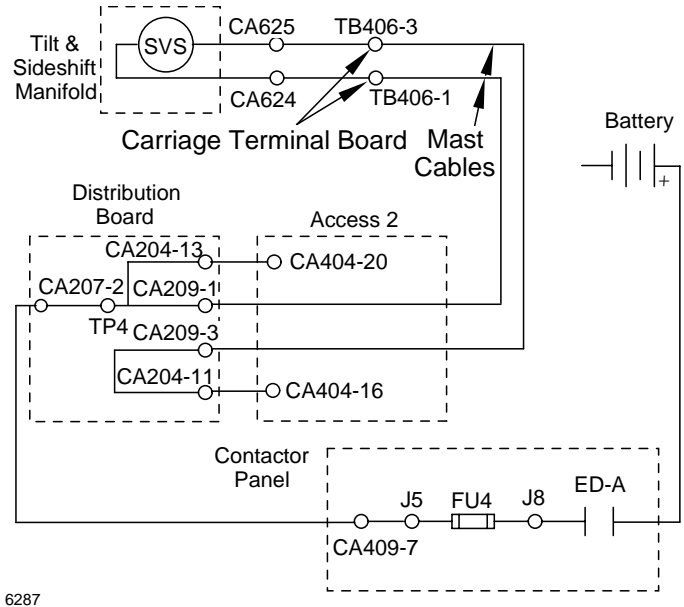 Tilt &
Sideshift
Manifold
SVS
CA625
TB406-3
CA624
TB406-1
Carriage Terminal Board
Mast
Cables
Battery
+
Distribution
Board
Access 2
CA204-13
CA404-20
CA207-2
CA209-1
TP4
CA209-3
CA204-11
CA404-16
Contactor
Panel
J5
FU4
J8
ED-A
CA409-7
6287